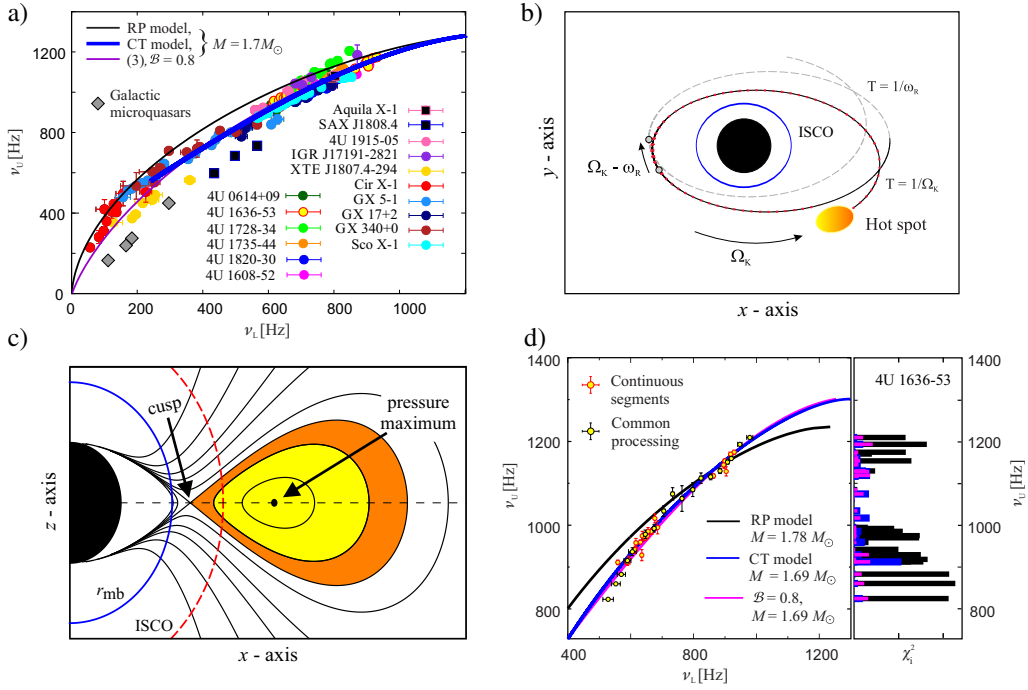 a)
RP model,
CT model,
(3), ℬ = 0.8
} M = 1.7M⊙
Galactic
microquasars
Aquila X-1
SAX J1808.4
4U 1915-05
IGR J17191-2821
XTE J1807.4-294
Cir X-1
GX 5-1
GX 17+2
GX 340+0
Sco X-1
4U 0614+09
4U 1636-53
4U 1728-34
4U 1735-44
4U 1820-30
4U 1608-52
1200
800
400
0
0 200 400 600 800 1000
ν_U [Hz]
ν_L [Hz]
b)
T = 1/ω_R
ISCO
Ω_K - ω_R
T = 1/Ω_K
Hot spot
Ω_K
y - axis
x - axis
c)
cusp
pressure
maximum
r_mb
ISCO
z - axis
x - axis
d)
Continuous
segments
Common
processing
RP model
M = 1.78 M⊙
CT model
M = 1.69 M⊙
ℬ = 0.8,
M = 1.69 M⊙
1400
1200
1000
800
400 600 800 1000 1200
ν_U [Hz]
ν_L [Hz]
4U 1636-53
1400
1200
1000
800
ν_U [Hz]
χ_i^2